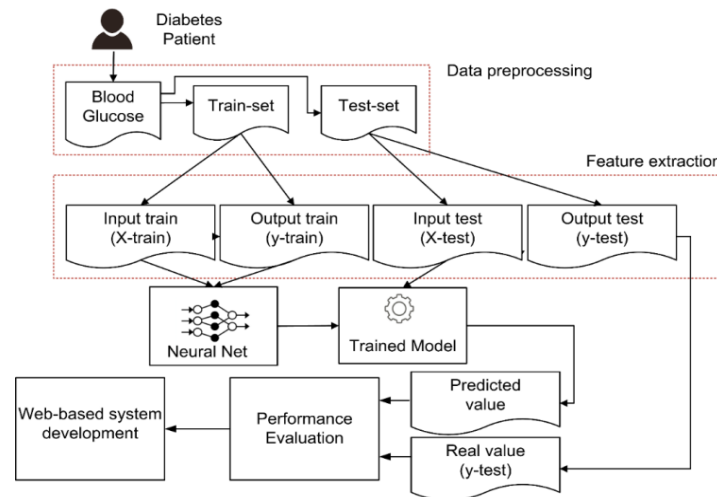 Diabetes
Patient
Data preprocessing
Blood
Glucose
Train-set
Test-set
Feature extraction
Input train
(X-train)
Output train
(y-train)
Input test
(X-test)
Output test
(y-test)
Neural Net
Trained Model
Web-based system
development
Performance
Evaluation
Predicted
value
Real value
(y-test)